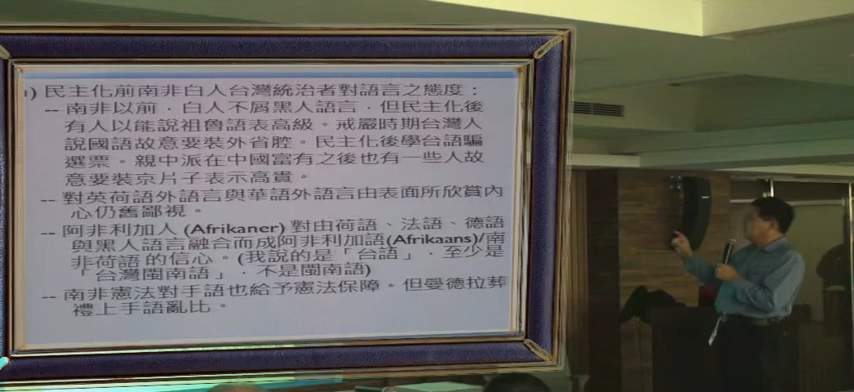 ) 民主化前南非白人台灣統治者對語言之態度：
-- 南非以前，白人不屑黑人語言，但民主化後
有人以能說祖魯語表高級。戒嚴時期台灣人
說國語故意要裝外省腔。民主化後學台語騙
選票。親中派在中國富有之後也有一些人故
意要裝京片子表示高貴。
-- 對英荷語外語言與華語外語言由表面所欣賞內
心仍舊鄙視。
-- 阿非利加人 (Afrikaner) 對由荷語、法語、德語
與黑人語言融合而成阿非利加語(Afrikaans)/南
非荷語 的信心。(我說的是「台語」，至少是
「台灣閩南語」，不是閩南語)
-- 南非憲法對手語也給予憲法保障。但曼德拉葬
禮上手語亂比。